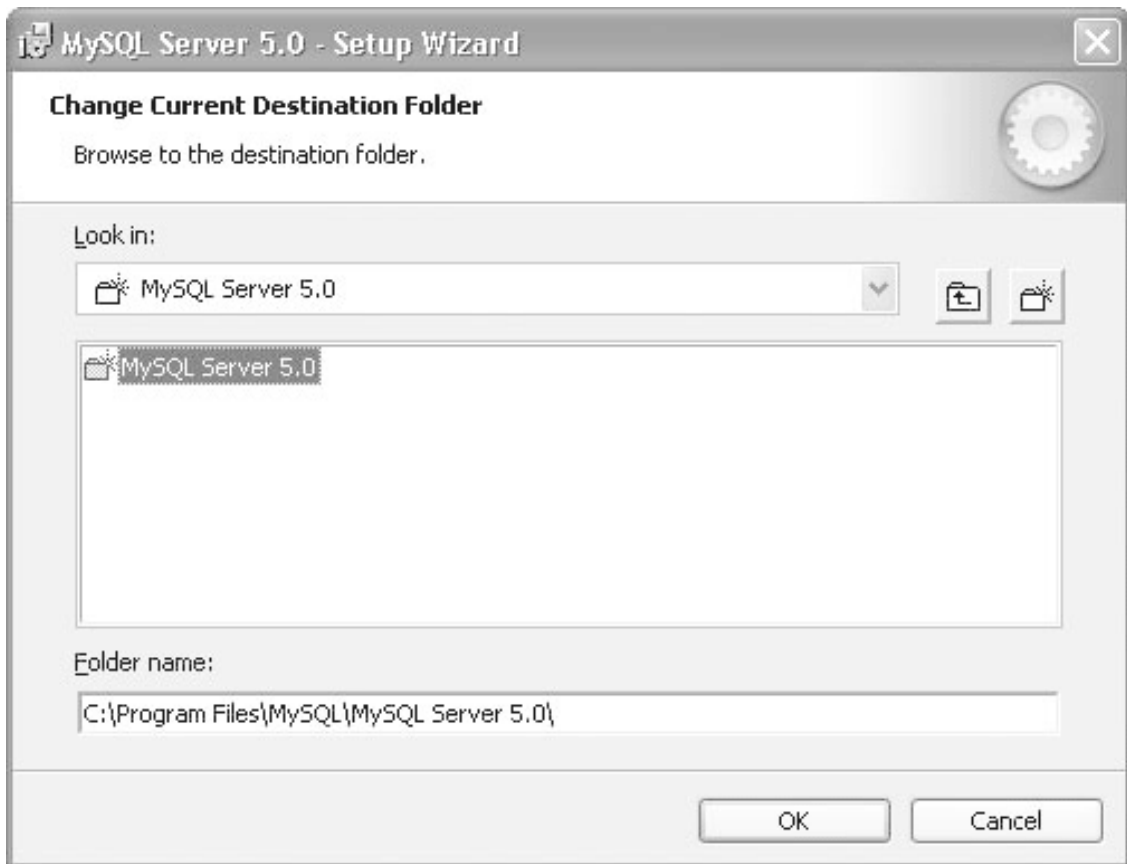 MySQL Server 5.0 - Setup Wizard
Change Current Destination Folder
Browse to the destination folder.
Look in:
MySQL Server 5.0
MySQL Server 5.0
Folder name:
C:\Program Files\MySQL\MySQL Server 5.0\
OK Cancel